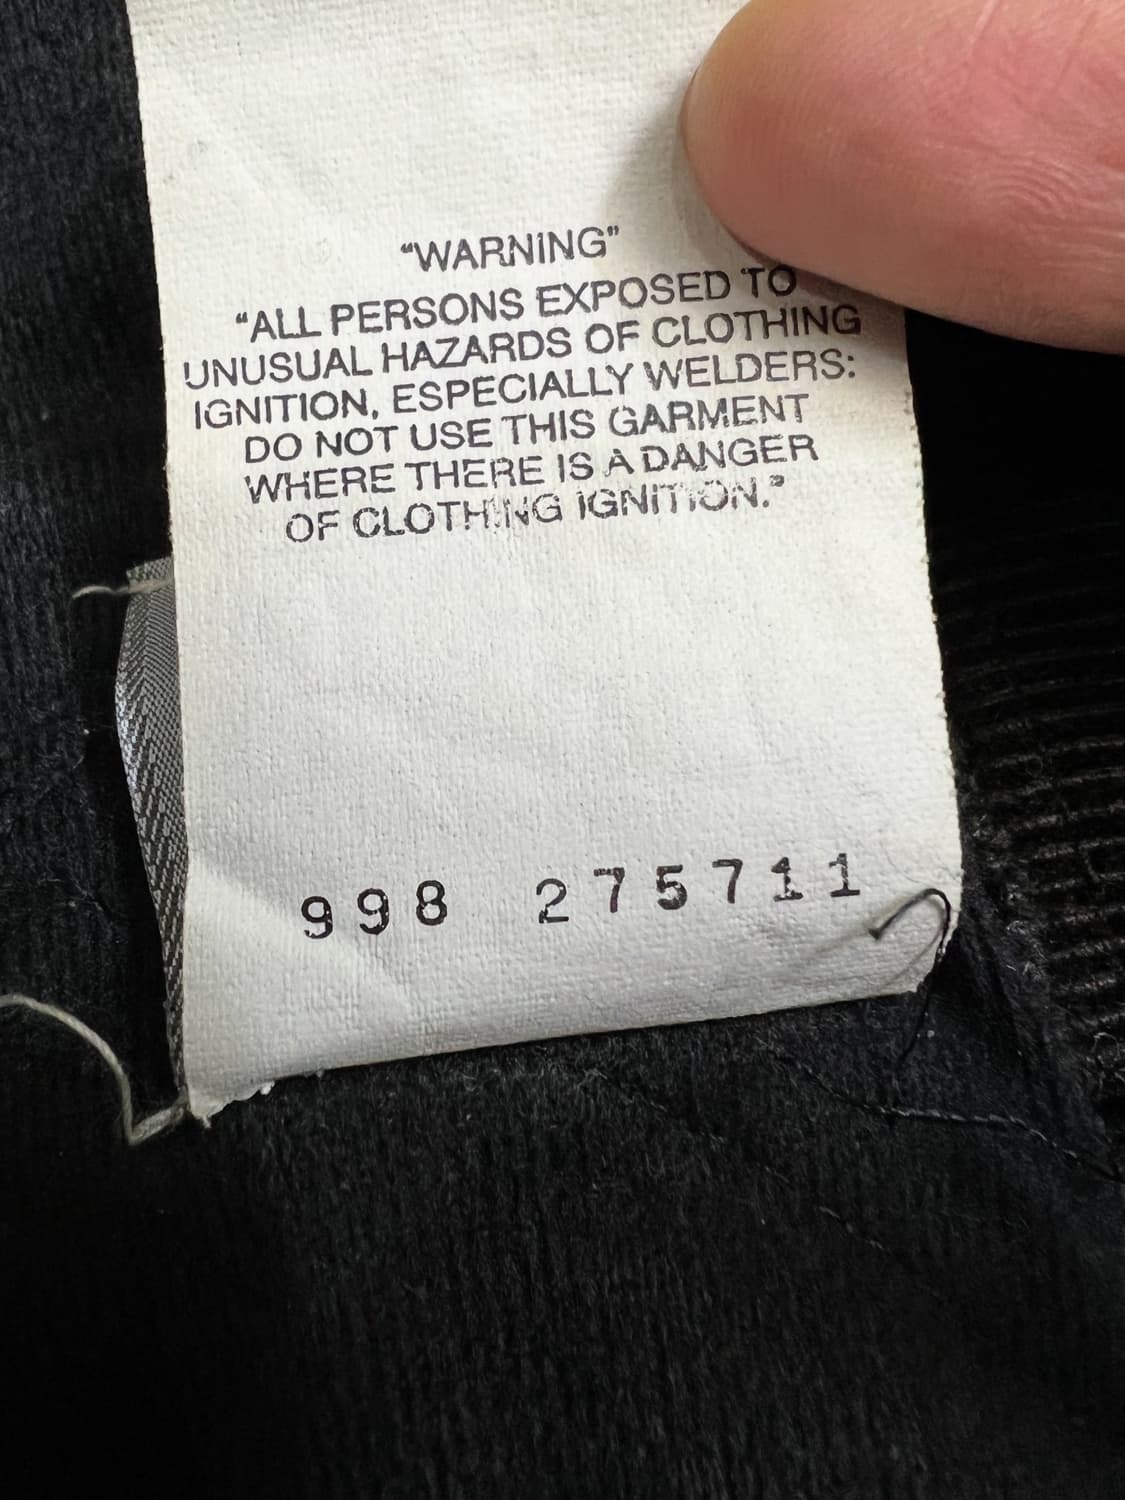 “WARNING”
“ALL PERSONS EXPOSED TO
UNUSUAL HAZARDS OF CLOTHING
IGNITION, ESPECIALLY WELDERS:
DO NOT USE THIS GARMENT
WHERE THERE IS A DANGER
OF CLOTHING IGNITION.”
998 275711